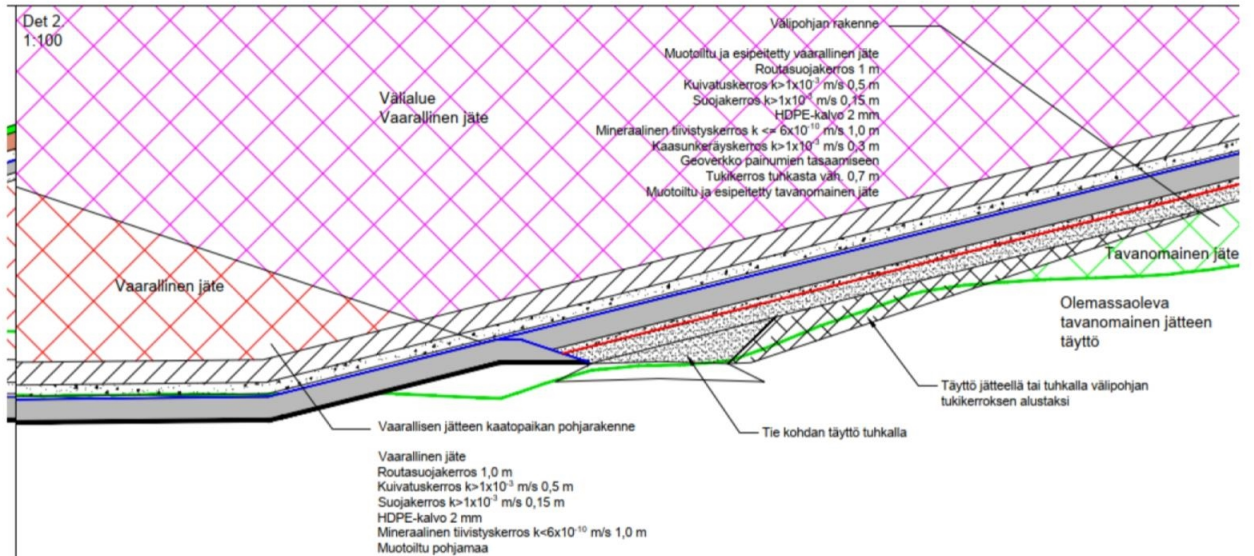 Det 2.
1:100
Välipohjan rakenne
Muotoiltu ja esipeitetty vaarallinen jäte
Routasuojakerros 1 m
Kuivatuskerros k>1x10⁻³ m/s 0,5 m
Suojakerros k>1x10⁻³ m/s 0,15 m
HDPE-kalvo 2 mm
Mineraalinen tiivistyskerros k <= 6x10⁻¹⁰ m/s 1,0 m
Kaasunkeräyskerros k>1x10⁻³ m/s 0,3 m
Geoverkko painumien tasaamiseen
Tukikerros tuhkasta väh. 0,7 m
Muotoiltu ja esipeitetty tavanomainen jäte
Välialue
Vaarallinen jäte
Vaarallinen jäte
Tavanomainen jäte
Olemassaoleva
tavanomainen jätteen
täyttö
Täyttö jätteellä tai tuhkalla välipohjan
tukikerroksen alustaksi
Tie kohdan täyttö tuhkalla
Vaarallisen jätteen kaatopaikan pohjarakenne
Vaarallinen jäte
Routasuojakerros 1,0 m
Kuivatuskerros k>1x10⁻³ m/s 0,5 m
Suojakerros k>1x10⁻³ m/s 0,15 m
HDPE-kalvo 2 mm
Mineraalinen tiivistyskerros k<6x10⁻¹⁰ m/s 1,0 m
Muotoiltu pohjamaa